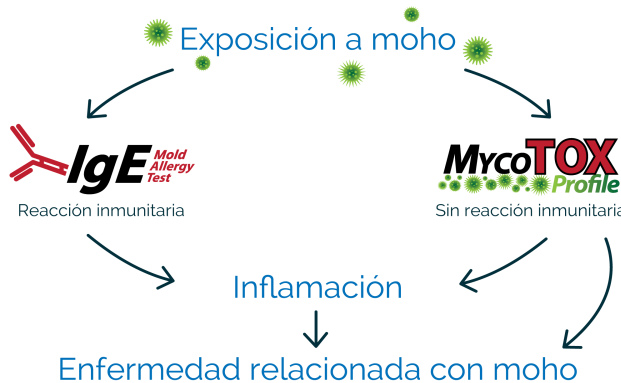 Exposición a moho
IgE Mold
Allergy
Test
MycoTOX
Profile
Reacción inmunitaria
Sin reacción inmunitaria
Inflamación
Enfermedad relacionada con moho